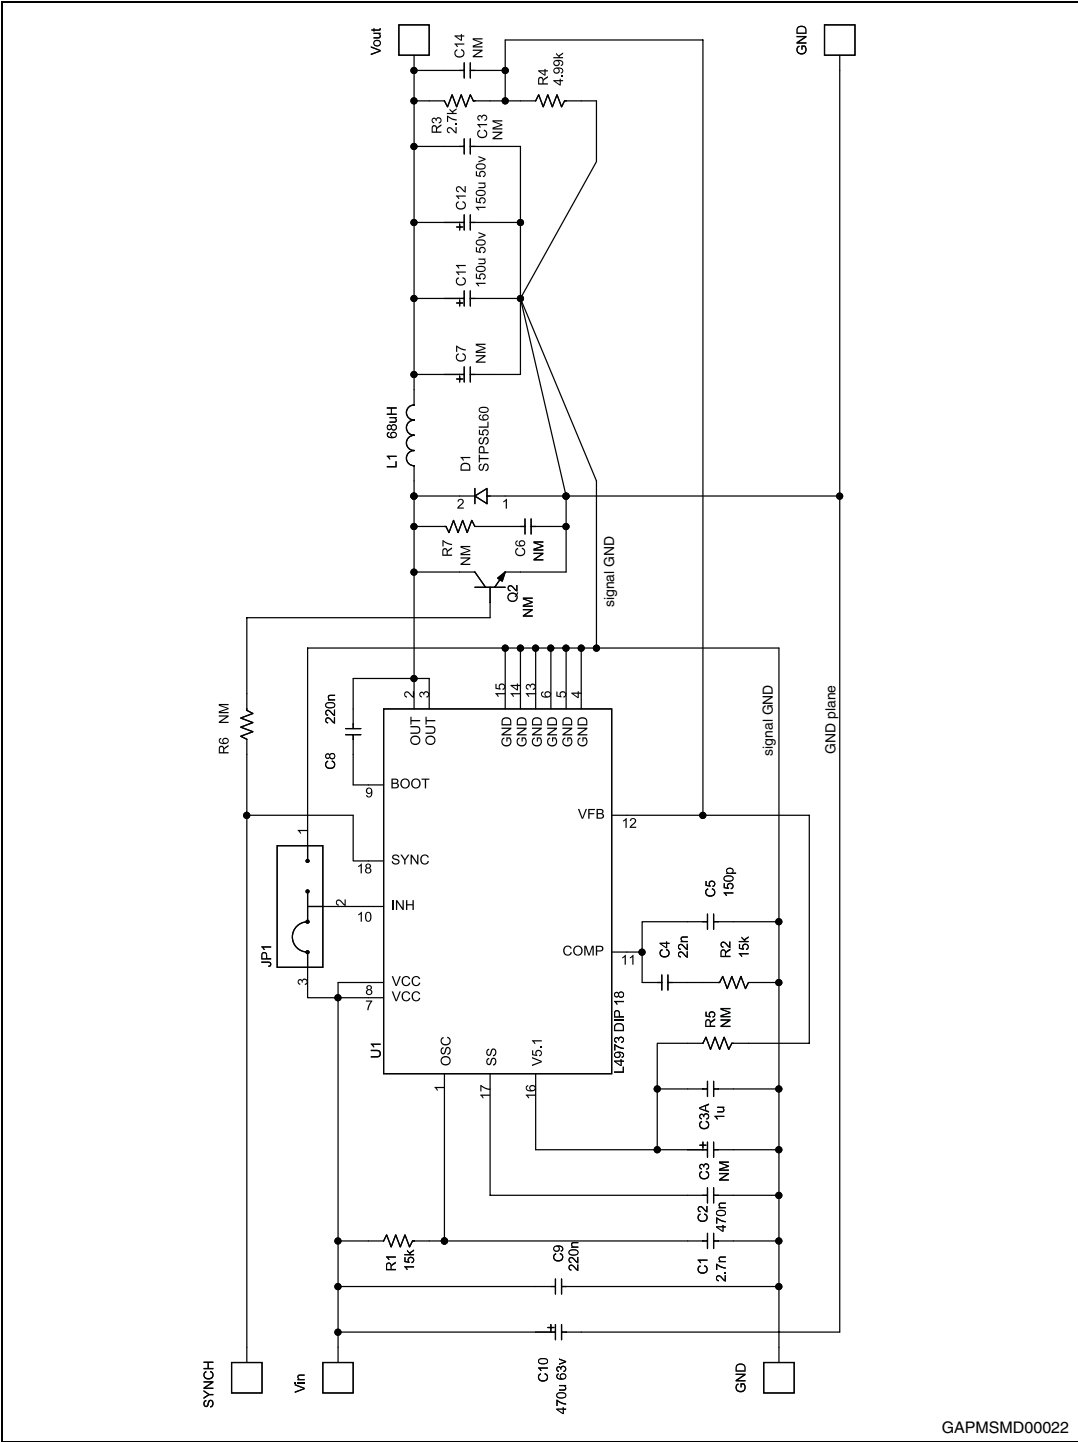 Vout
GND
C14
NM
R4
4.99k
R3
2.7k
C13
NM
C12
150u 50v
C11
150u 50v
C7
NM
L1 68uH
D1
STPS5L60
2
1
R7
NM
C6
NM
Q2
NM
signal GND
R6 NM
C8
220n
2
3
OUT
OUT
15
14
13
6
5
4
GND
GND
GND
GND
GND
GND
signal GND
GND plane
9
BOOT
VFB
12
1
18
SYNC
2
10
INH
JP1
3
COMP
11
C5
150p
C4
22n
R2
15k
VCC
8
VCC
7
U1
L4973 DIP 18
OSC
1
SS
17
V5.1
16
R5
NM
C3A
1u
C3
NM
C2
470n
C1
2.7n
R1
15k
C9
220n
C10
470u 63v
SYNCH
Vin
GND
GAPMSMD00022